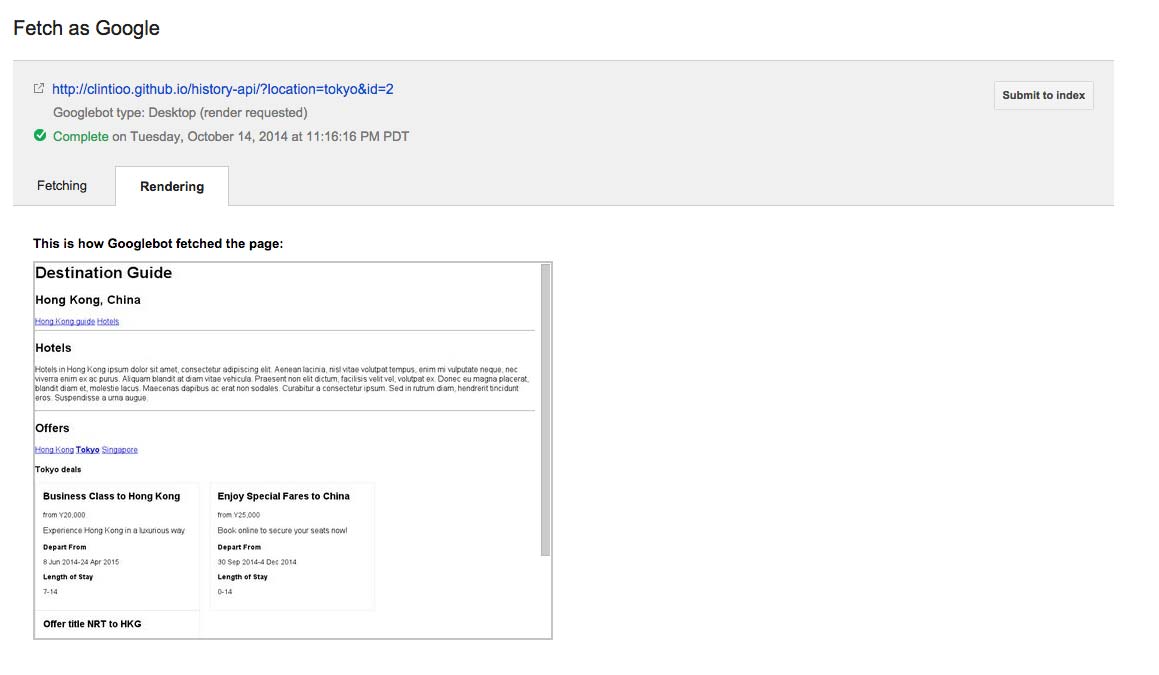 Fetch as Google
http://clintioo.github.io/history-api/?location=tokyo&id=2
Submit to index
Googlebot type: Desktop (render requested)
Complete on Tuesday, October 14, 2014 at 11:16:16 PM PDT
Fetching
Rendering
This is how Googlebot fetched the page:
Destination Guide
Hong Kong, China
Hong Kong guide Hotels
Hotels
Hotels in Hong Kong ipsum dolor sit amet, consectetur adipiscing elit. Aenean lacinia, nisl vitae volutpat tempus, enim mi vulputate neque, nec
viverra enim ex ac purus. Aliquam blandit at diam vitae vehicula. Praesent non elit dictum, facilisis velit vel, volutpat ex. Donec eu magna placerat,
blandit diam et, molestie lacus. Maecenas dapibus ac erat non sodales. Curabitur a consectetur ipsum. Sed in rutrum diam, hendrerit tincidunt
eros. Suspendisse a urna augue.
Offers
Hong Kong Tokyo Singapore
Tokyo deals
Business Class to Hong Kong
from Y20,000
Experience Hong Kong in a luxurious way
Depart From
8 Jun 2014-24 Apr 2015
Length of Stay
7-14
Enjoy Special Fares to China
from Y25,000
Book online to secure your seats now!
Depart From
30 Sep 2014-4 Dec 2014
Length of Stay
0-14
Offer title NRT to HKG